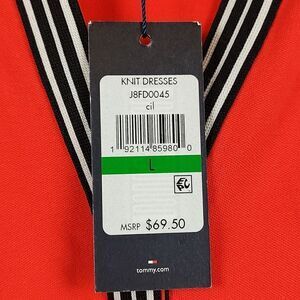 KNIT DRESSES
J8FD0045
cil
1 92114 85980 0
L
MSRP $69.50
tommy.com